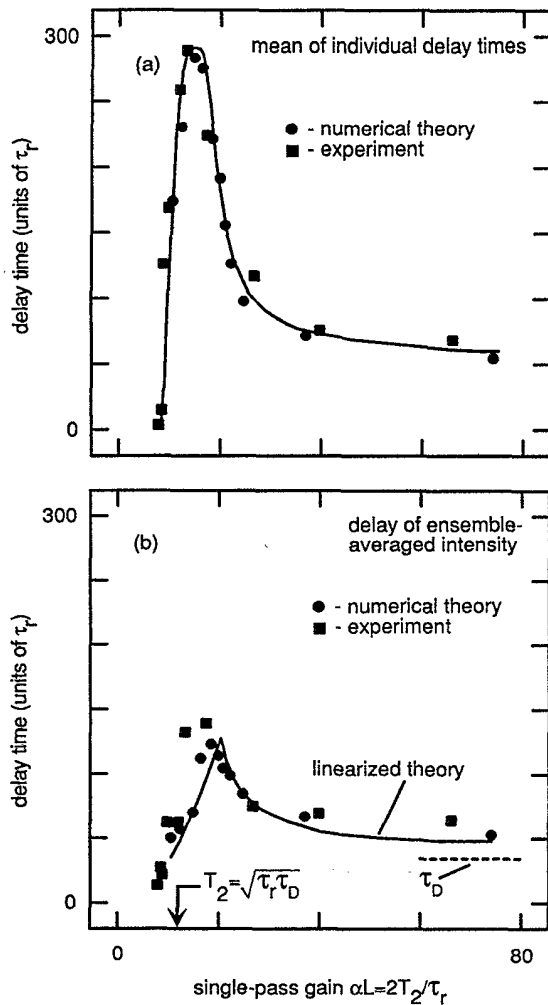 300
mean of individual delay times
(a)
● - numerical theory
■ - experiment
delay time (units of τr)
0
300
delay of ensemble-
averaged intensity
(b)
● - numerical theory
■ - experiment
delay time (units of τr)
linearized theory
T2=√τrτD
τD
0
0
80
single-pass gain αL=2T2/τr